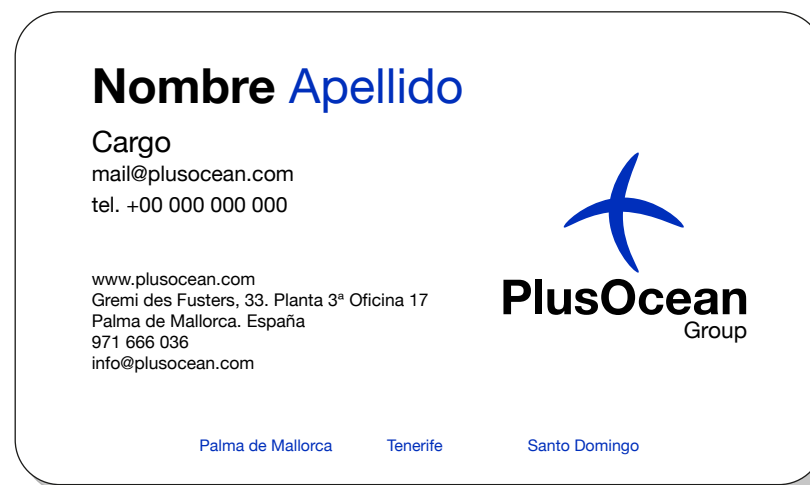 Nombre Apellido
Cargo
mail@plusocean.com
tel. +00 000 000 000
www.plusocean.com
Gremi des Fusters, 33. Planta 3ª Oficina 17
Palma de Mallorca. España
971 666 036
info@plusocean.com
PlusOcean
Group
Palma de Mallorca Tenerife Santo Domingo